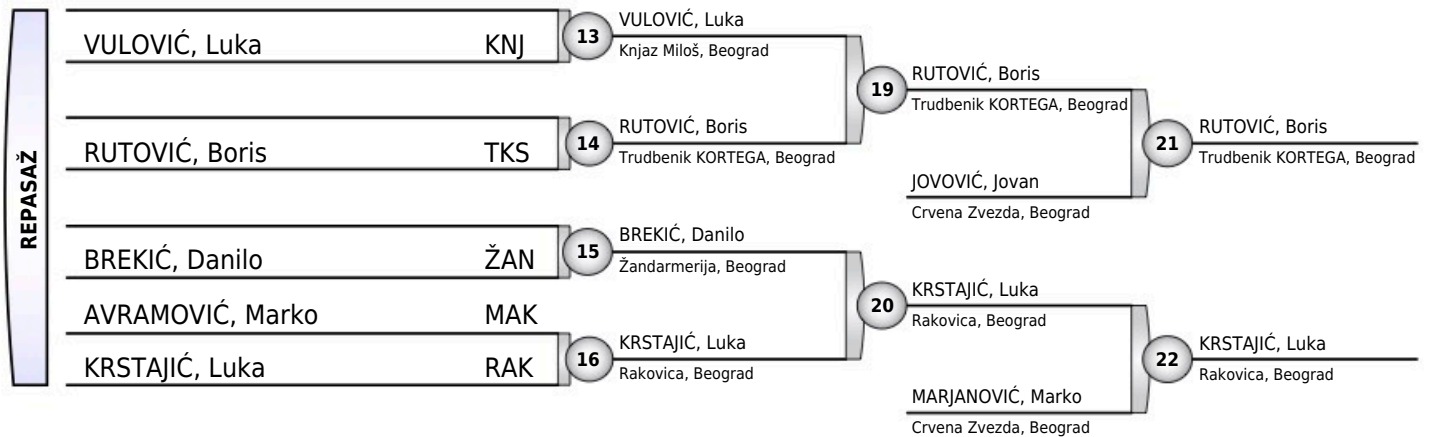 REPASAŽ
VULOVIĆ, Luka KNJ
RUTOVIĆ, Boris TKS
BREKIĆ, Danilo ŽAN
AVRAMOVIĆ, Marko MAK
KRSTAJIĆ, Luka RAK
13
VULOVIĆ, Luka
Knjaz Miloš, Beograd
14
RUTOVIĆ, Boris
Trudbenik KORTEGA, Beograd
15
BREKIĆ, Danilo
Žandarmerija, Beograd
16
KRSTAJIĆ, Luka
Rakovica, Beograd
19
RUTOVIĆ, Boris
Trudbenik KORTEGA, Beograd
JOVOVIĆ, Jovan
Crvena Zvezda, Beograd
20
KRSTAJIĆ, Luka
Rakovica, Beograd
MARJANOVIĆ, Marko
Crvena Zvezda, Beograd
21
RUTOVIĆ, Boris
Trudbenik KORTEGA, Beograd
22
KRSTAJIĆ, Luka
Rakovica, Beograd